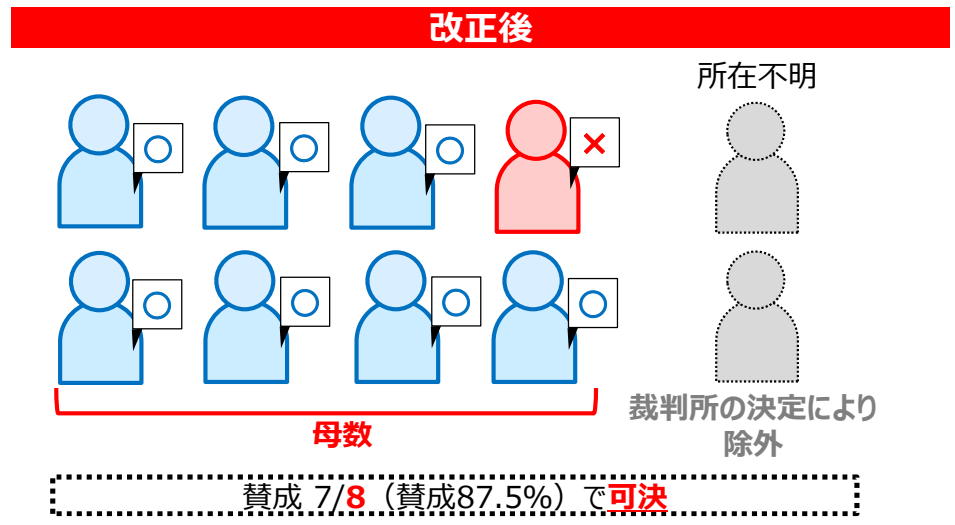 改正後
所在不明
○
○
○
×
○
○
○
○
母数
裁判所の決定により
除外
賛成 7/8（賛成87.5%）で可決